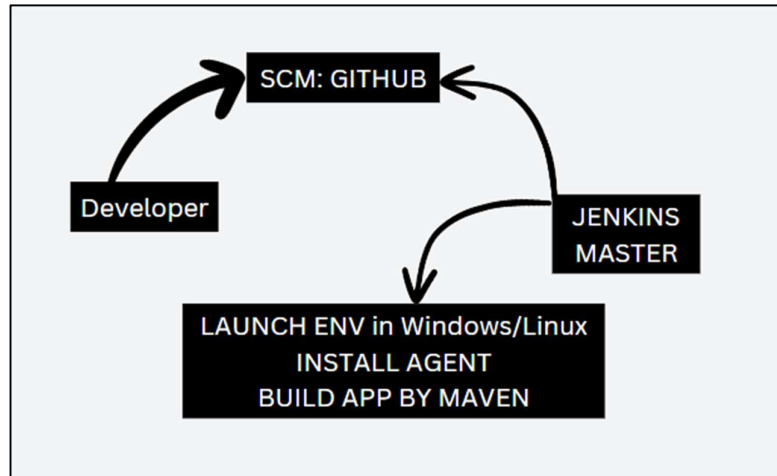 SCM: GITHUB
Developer
JENKINS
MASTER
LAUNCH ENV in Windows/Linux
INSTALL AGENT
BUILD APP BY MAVEN